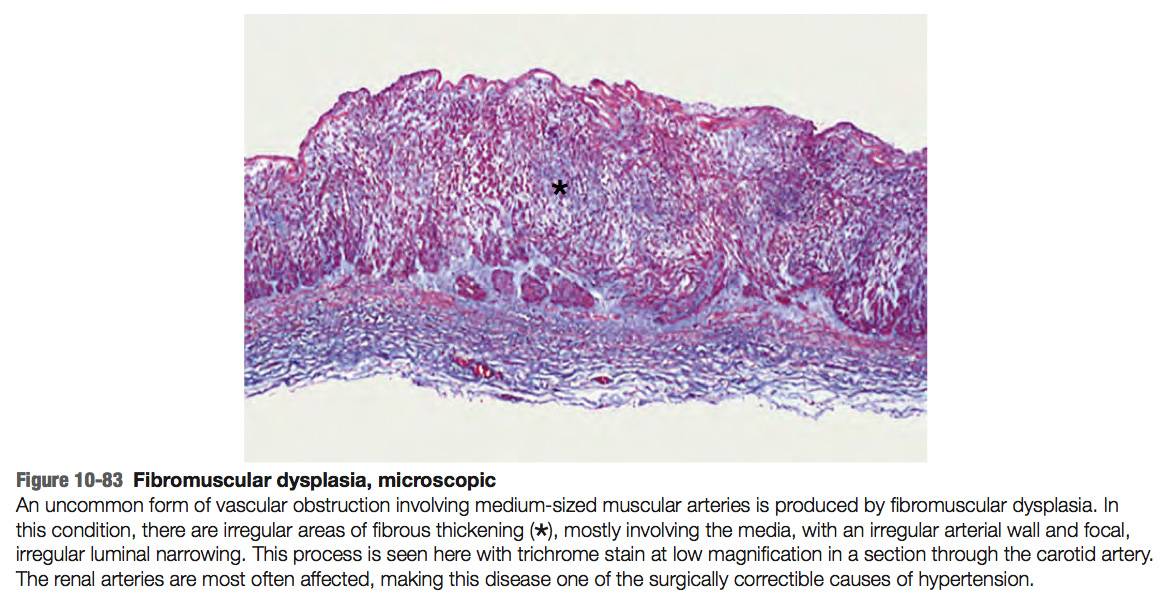 *
Figure 10-83 Fibromuscular dysplasia, microscopic
An uncommon form of vascular obstruction involving medium-sized muscular arteries is produced by fibromuscular dysplasia. In
this condition, there are irregular areas of fibrous thickening (*), mostly involving the media, with an irregular arterial wall and focal,
irregular luminal narrowing. This process is seen here with trichrome stain at low magnification in a section through the carotid artery.
The renal arteries are most often affected, making this disease one of the surgically correctible causes of hypertension.